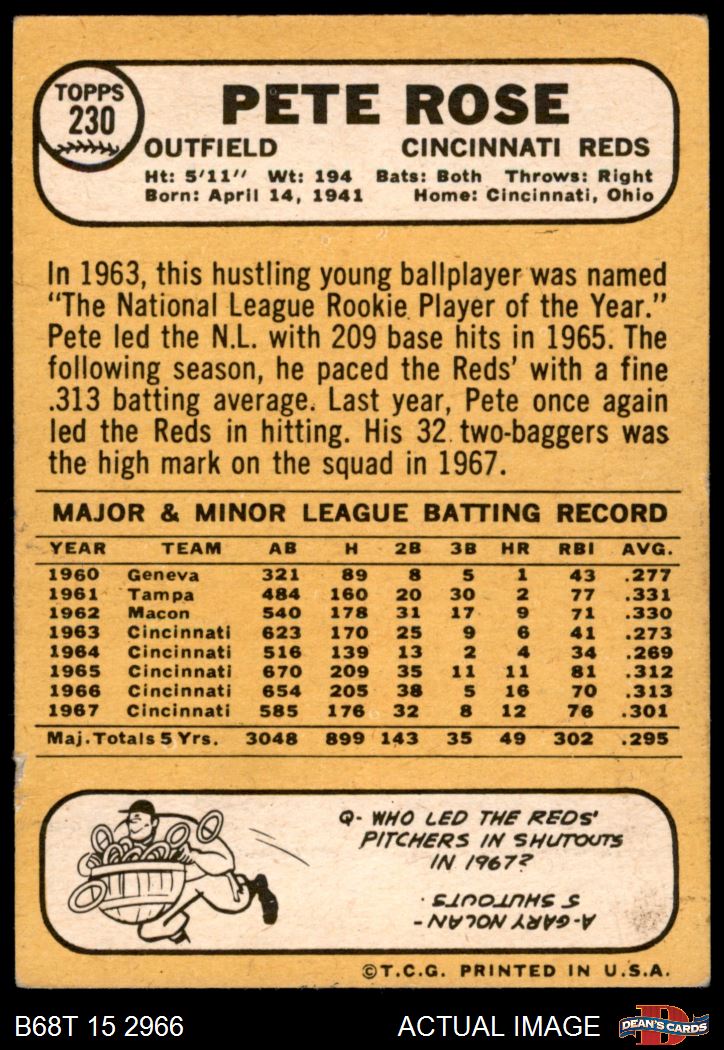 TOPPS
230
PETE ROSE
OUTFIELD CINCINNATI REDS
Ht: 5'11" Wt: 194 Bats: Both Throws: Right
Born: April 14, 1941 Home: Cincinnati, Ohio
In 1963, this hustling young ballplayer was named
"The National League Rookie Player of the Year."
Pete led the N.L. with 209 base hits in 1965. The
following season, he paced the Reds' with a fine
.313 batting average. Last year, Pete once again
led the Reds in hitting. His 32 two-baggers was
the high mark on the squad in 1967.
MAJOR & MINOR LEAGUE BATTING RECORD
YEAR TEAM AB H 2B 3B HR RBI AVG.
1960 Geneva 321 89 8 5 1 43 .277
1961 Tampa 484 160 20 30 2 77 .331
1962 Macon 540 178 31 17 9 71 .330
1963 Cincinnati 623 170 25 9 6 41 .273
1964 Cincinnati 516 139 13 2 4 34 .269
1965 Cincinnati 670 209 35 11 11 81 .312
1966 Cincinnati 654 205 38 5 16 70 .313
1967 Cincinnati 585 176 32 8 12 76 .301
Maj. Totals 5 Yrs. 3048 899 143 35 49 302 .295
Q- WHO LED THE REDS'
PITCHERS IN SHUTOUTS
IN 1967?
A-GARY NOLAN -
5 SHUTOUTS.
©T.C.G. PRINTED IN U.S.A.
B68T 15 2966 ACTUAL IMAGE
D
DEAN'S CARDS